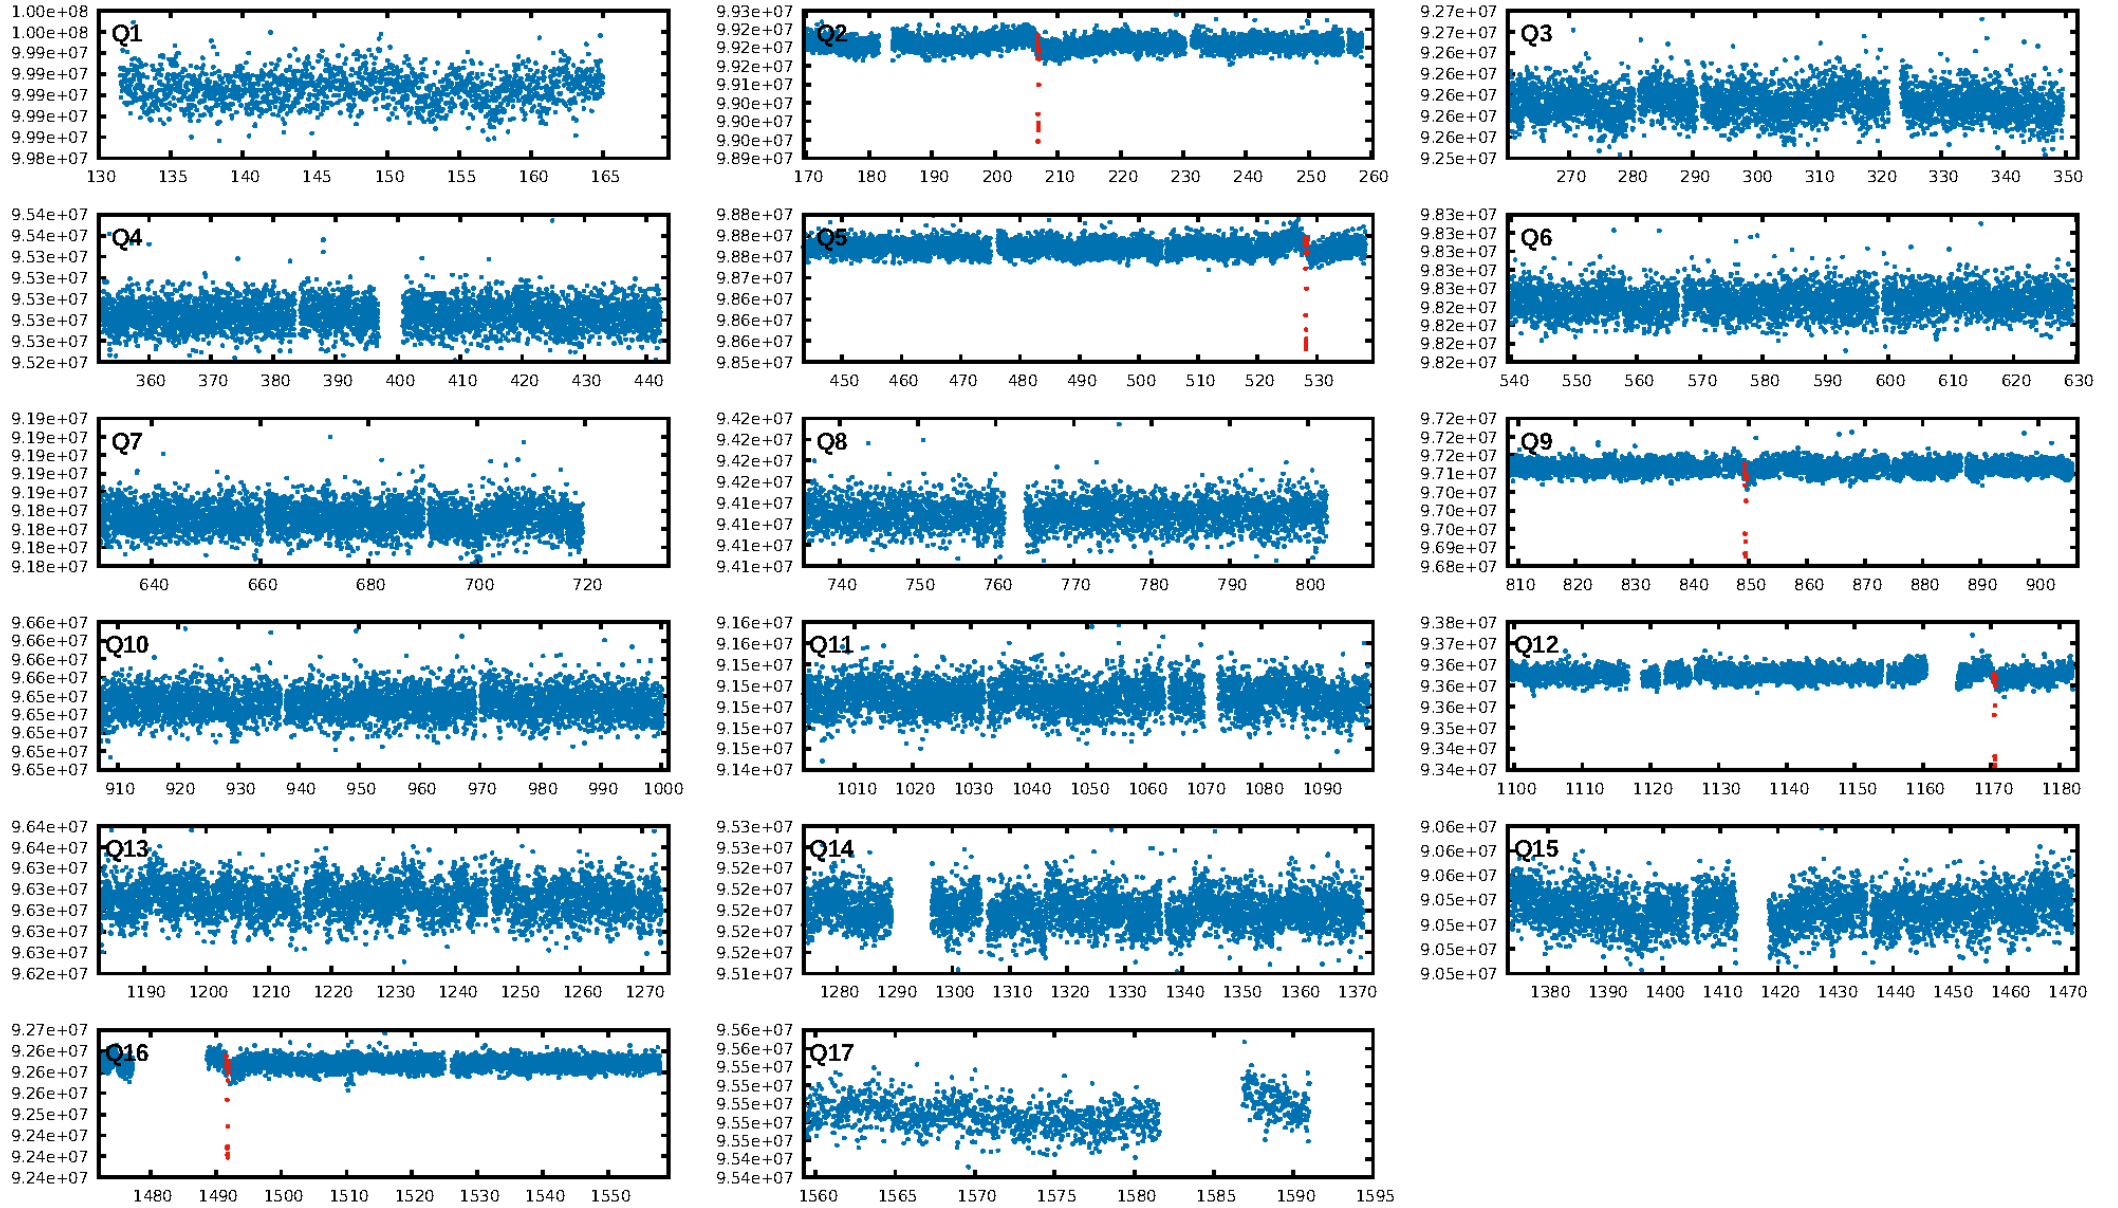 1.00e+08
1.00e+08
9.99e+07
9.99e+07
9.99e+07
9.99e+07
9.99e+07
9.98e+07
Q1
130 135 140 145 150 155 160 165
9.93e+07
9.92e+07
9.92e+07
9.92e+07
9.91e+07
9.90e+07
9.90e+07
9.90e+07
9.89e+07
Q2
170 180 190 200 210 220 230 240 250 260
9.27e+07
9.27e+07
9.26e+07
9.26e+07
9.26e+07
9.26e+07
9.26e+07
9.25e+07
Q3
270 280 290 300 310 320 330 340 350
9.54e+07
9.54e+07
9.53e+07
9.53e+07
9.53e+07
9.53e+07
9.53e+07
9.52e+07
Q4
360 370 380 390 400 410 420 430 440
9.88e+07
9.88e+07
9.88e+07
9.87e+07
9.86e+07
9.86e+07
9.86e+07
9.85e+07
Q5
450 460 470 480 490 500 510 520 530
9.83e+07
9.83e+07
9.83e+07
9.83e+07
9.83e+07
9.82e+07
9.82e+07
9.82e+07
9.82e+07
Q6
540 550 560 570 580 590 600 610 620 630
9.19e+07
9.19e+07
9.19e+07
9.19e+07
9.19e+07
9.18e+07
9.18e+07
9.18e+07
9.18e+07
Q7
640 660 680 700 720
9.42e+07
9.42e+07
9.42e+07
9.42e+07
9.41e+07
9.41e+07
9.41e+07
9.41e+07
Q8
740 750 760 770 780 790 800
9.72e+07
9.72e+07
9.72e+07
9.71e+07
9.70e+07
9.70e+07
9.70e+07
9.69e+07
9.68e+07
Q9
810 820 830 840 850 860 870 880 890 900
9.66e+07
9.66e+07
9.66e+07
9.66e+07
9.65e+07
9.65e+07
9.65e+07
9.65e+07
9.65e+07
Q10
910 920 930 940 950 960 970 980 990 1000
9.16e+07
9.16e+07
9.15e+07
9.15e+07
9.15e+07
9.15e+07
9.15e+07
9.14e+07
Q11
1010 1020 1030 1040 1050 1060 1070 1080 1090
9.38e+07
9.37e+07
9.36e+07
9.36e+07
9.35e+07
9.34e+07
9.34e+07
Q12
1100 1110 1120 1130 1140 1150 1160 1170 1180
9.64e+07
9.64e+07
9.63e+07
9.63e+07
9.63e+07
9.63e+07
9.63e+07
9.62e+07
Q13
1190 1200 1210 1220 1230 1240 1250 1260 1270
9.53e+07
9.53e+07
9.52e+07
9.52e+07
9.52e+07
9.52e+07
9.52e+07
9.51e+07
Q14
1280 1290 1300 1310 1320 1330 1340 1350 1360 1370
9.06e+07
9.06e+07
9.06e+07
9.05e+07
9.05e+07
9.05e+07
9.05e+07
Q15
1380 1390 1400 1410 1420 1430 1440 1450 1460 1470
9.27e+07
9.26e+07
9.26e+07
9.26e+07
9.25e+07
9.24e+07
9.24e+07
9.24e+07
Q16
1480 1490 1500 1510 1520 1530 1540 1550
9.56e+07
9.56e+07
9.55e+07
9.55e+07
9.55e+07
9.55e+07
9.55e+07
9.54e+07
9.54e+07
Q17
1560 1565 1570 1575 1580 1585 1590 1595